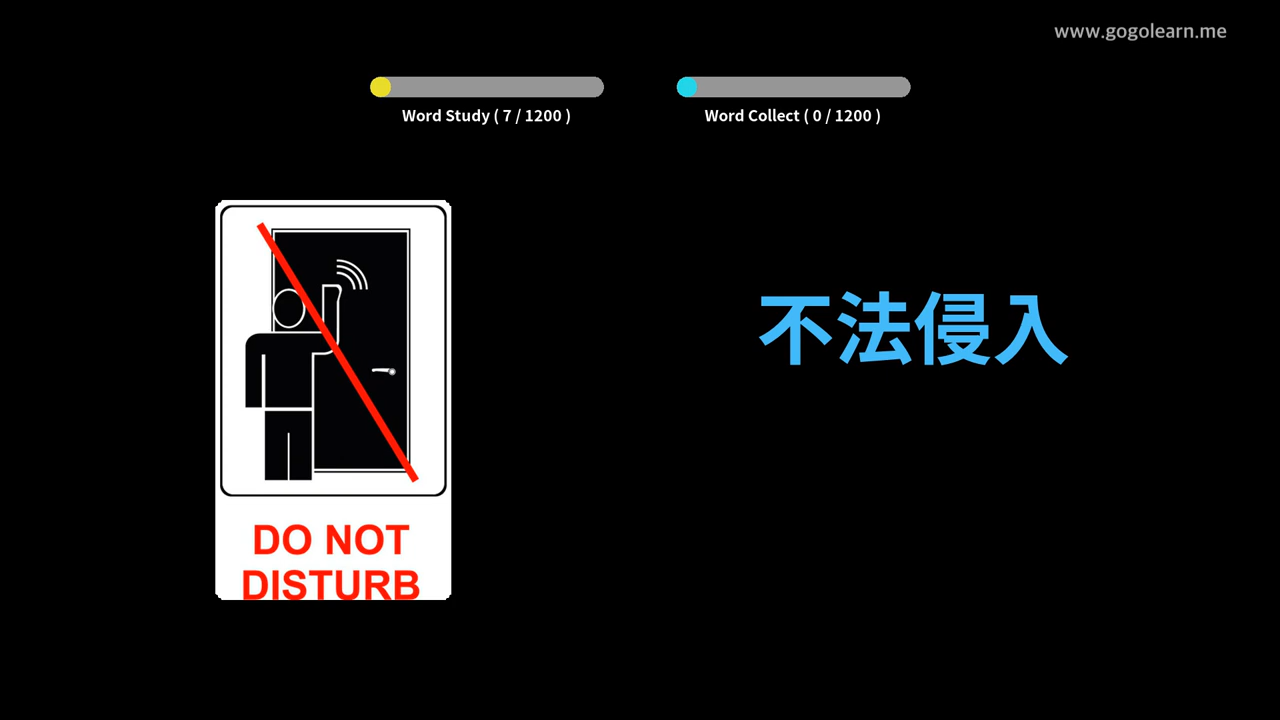 www.gogolearn.me
Word Study ( 7 / 1200 )
Word Collect ( 0 / 1200 )
不法侵入
DO NOT
DISTURB